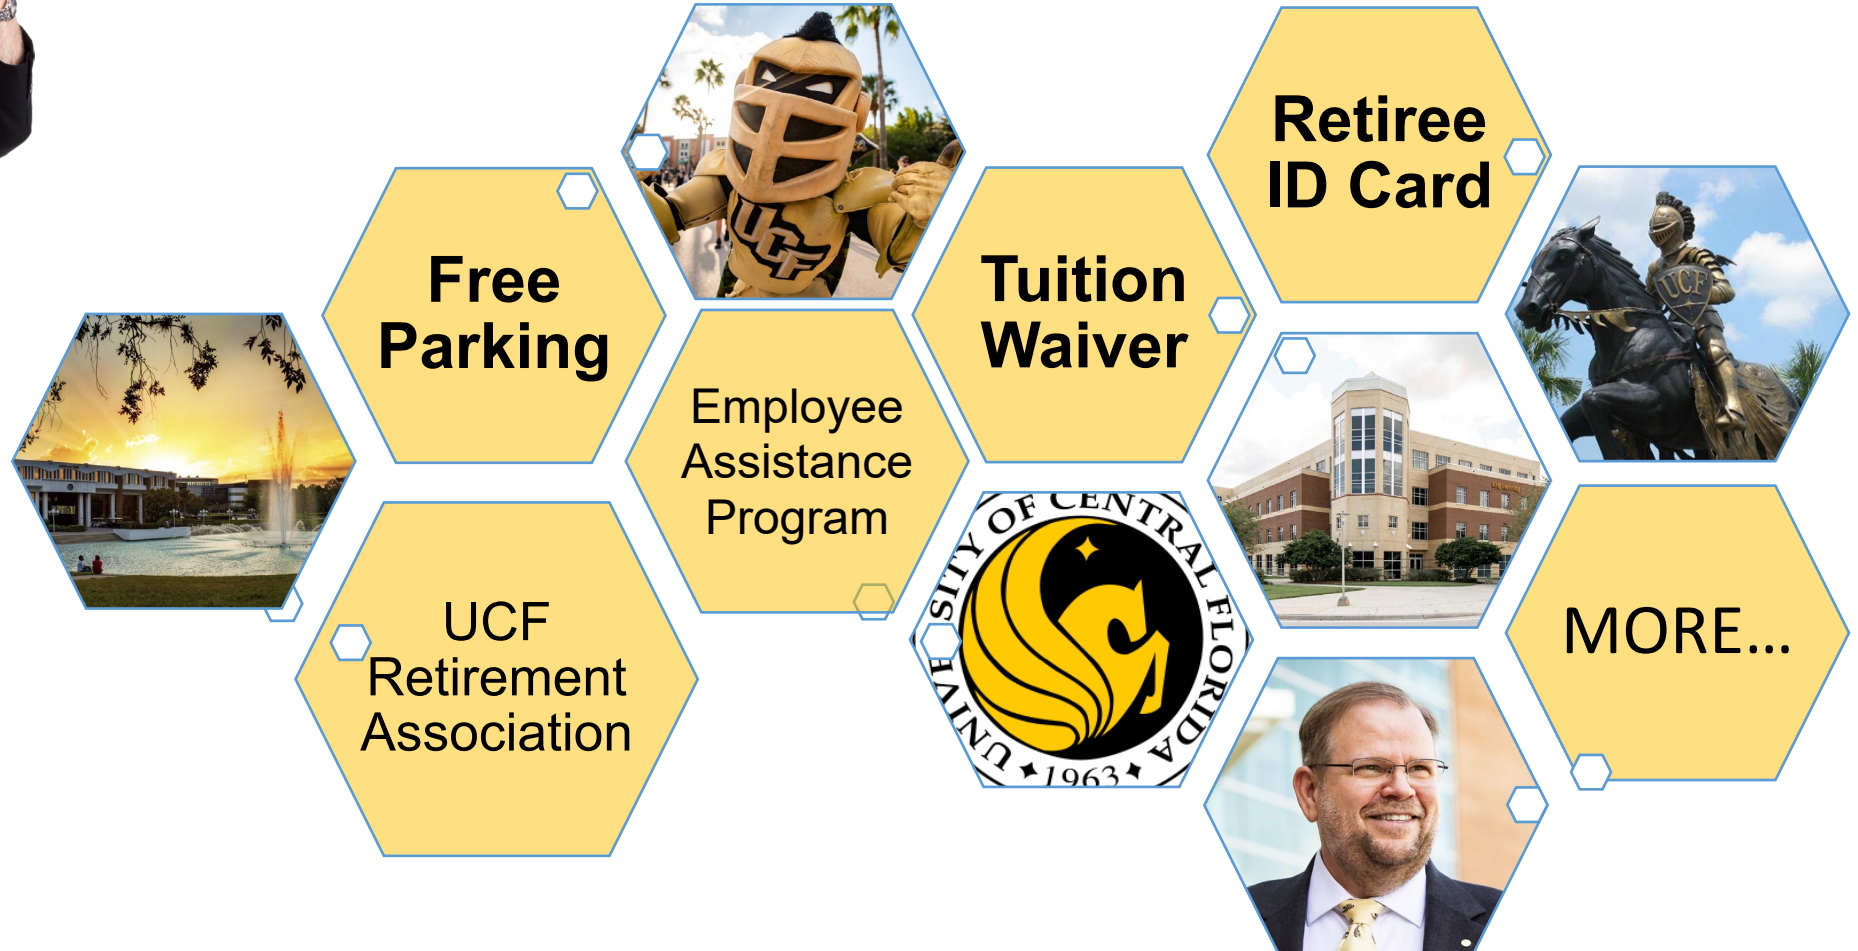 Free
Parking
UCF
Retirement
Association
UCF
Employee
Assistance
Program
Tuition
Waiver
UNIVERSITY OF CENTRAL FLORIDA
1963
Retiree
ID Card
Engineering
UCF
MORE...